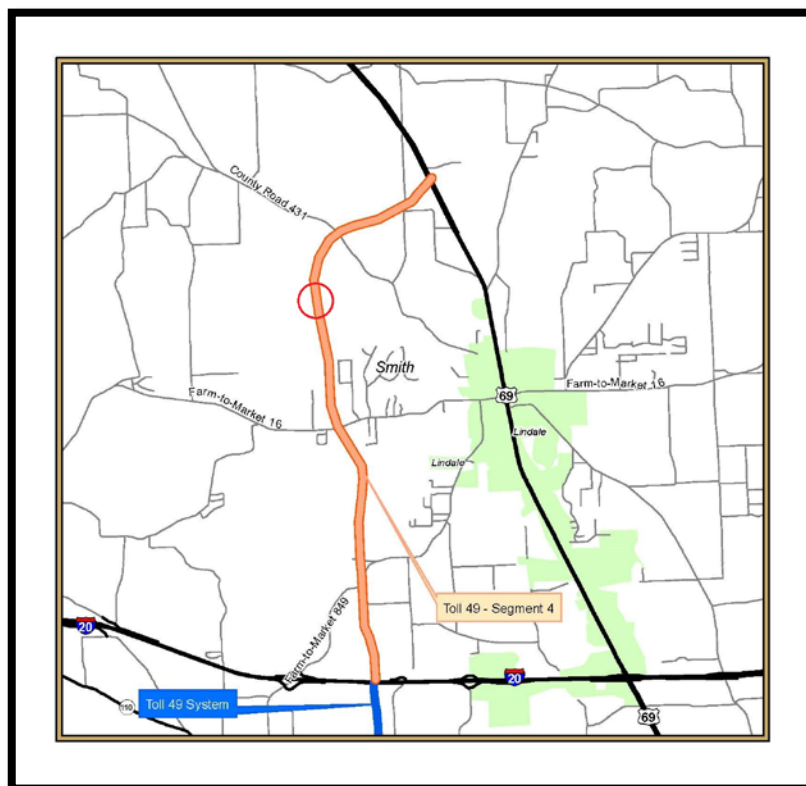 County Road 431
Smith
Farm-to-Market 16
69
Farm-to-Market 16
Lindale
Lindale
Toll 49 - Segment 4
Farm-to-Market 849
20
20
110
Toll 49 System
69